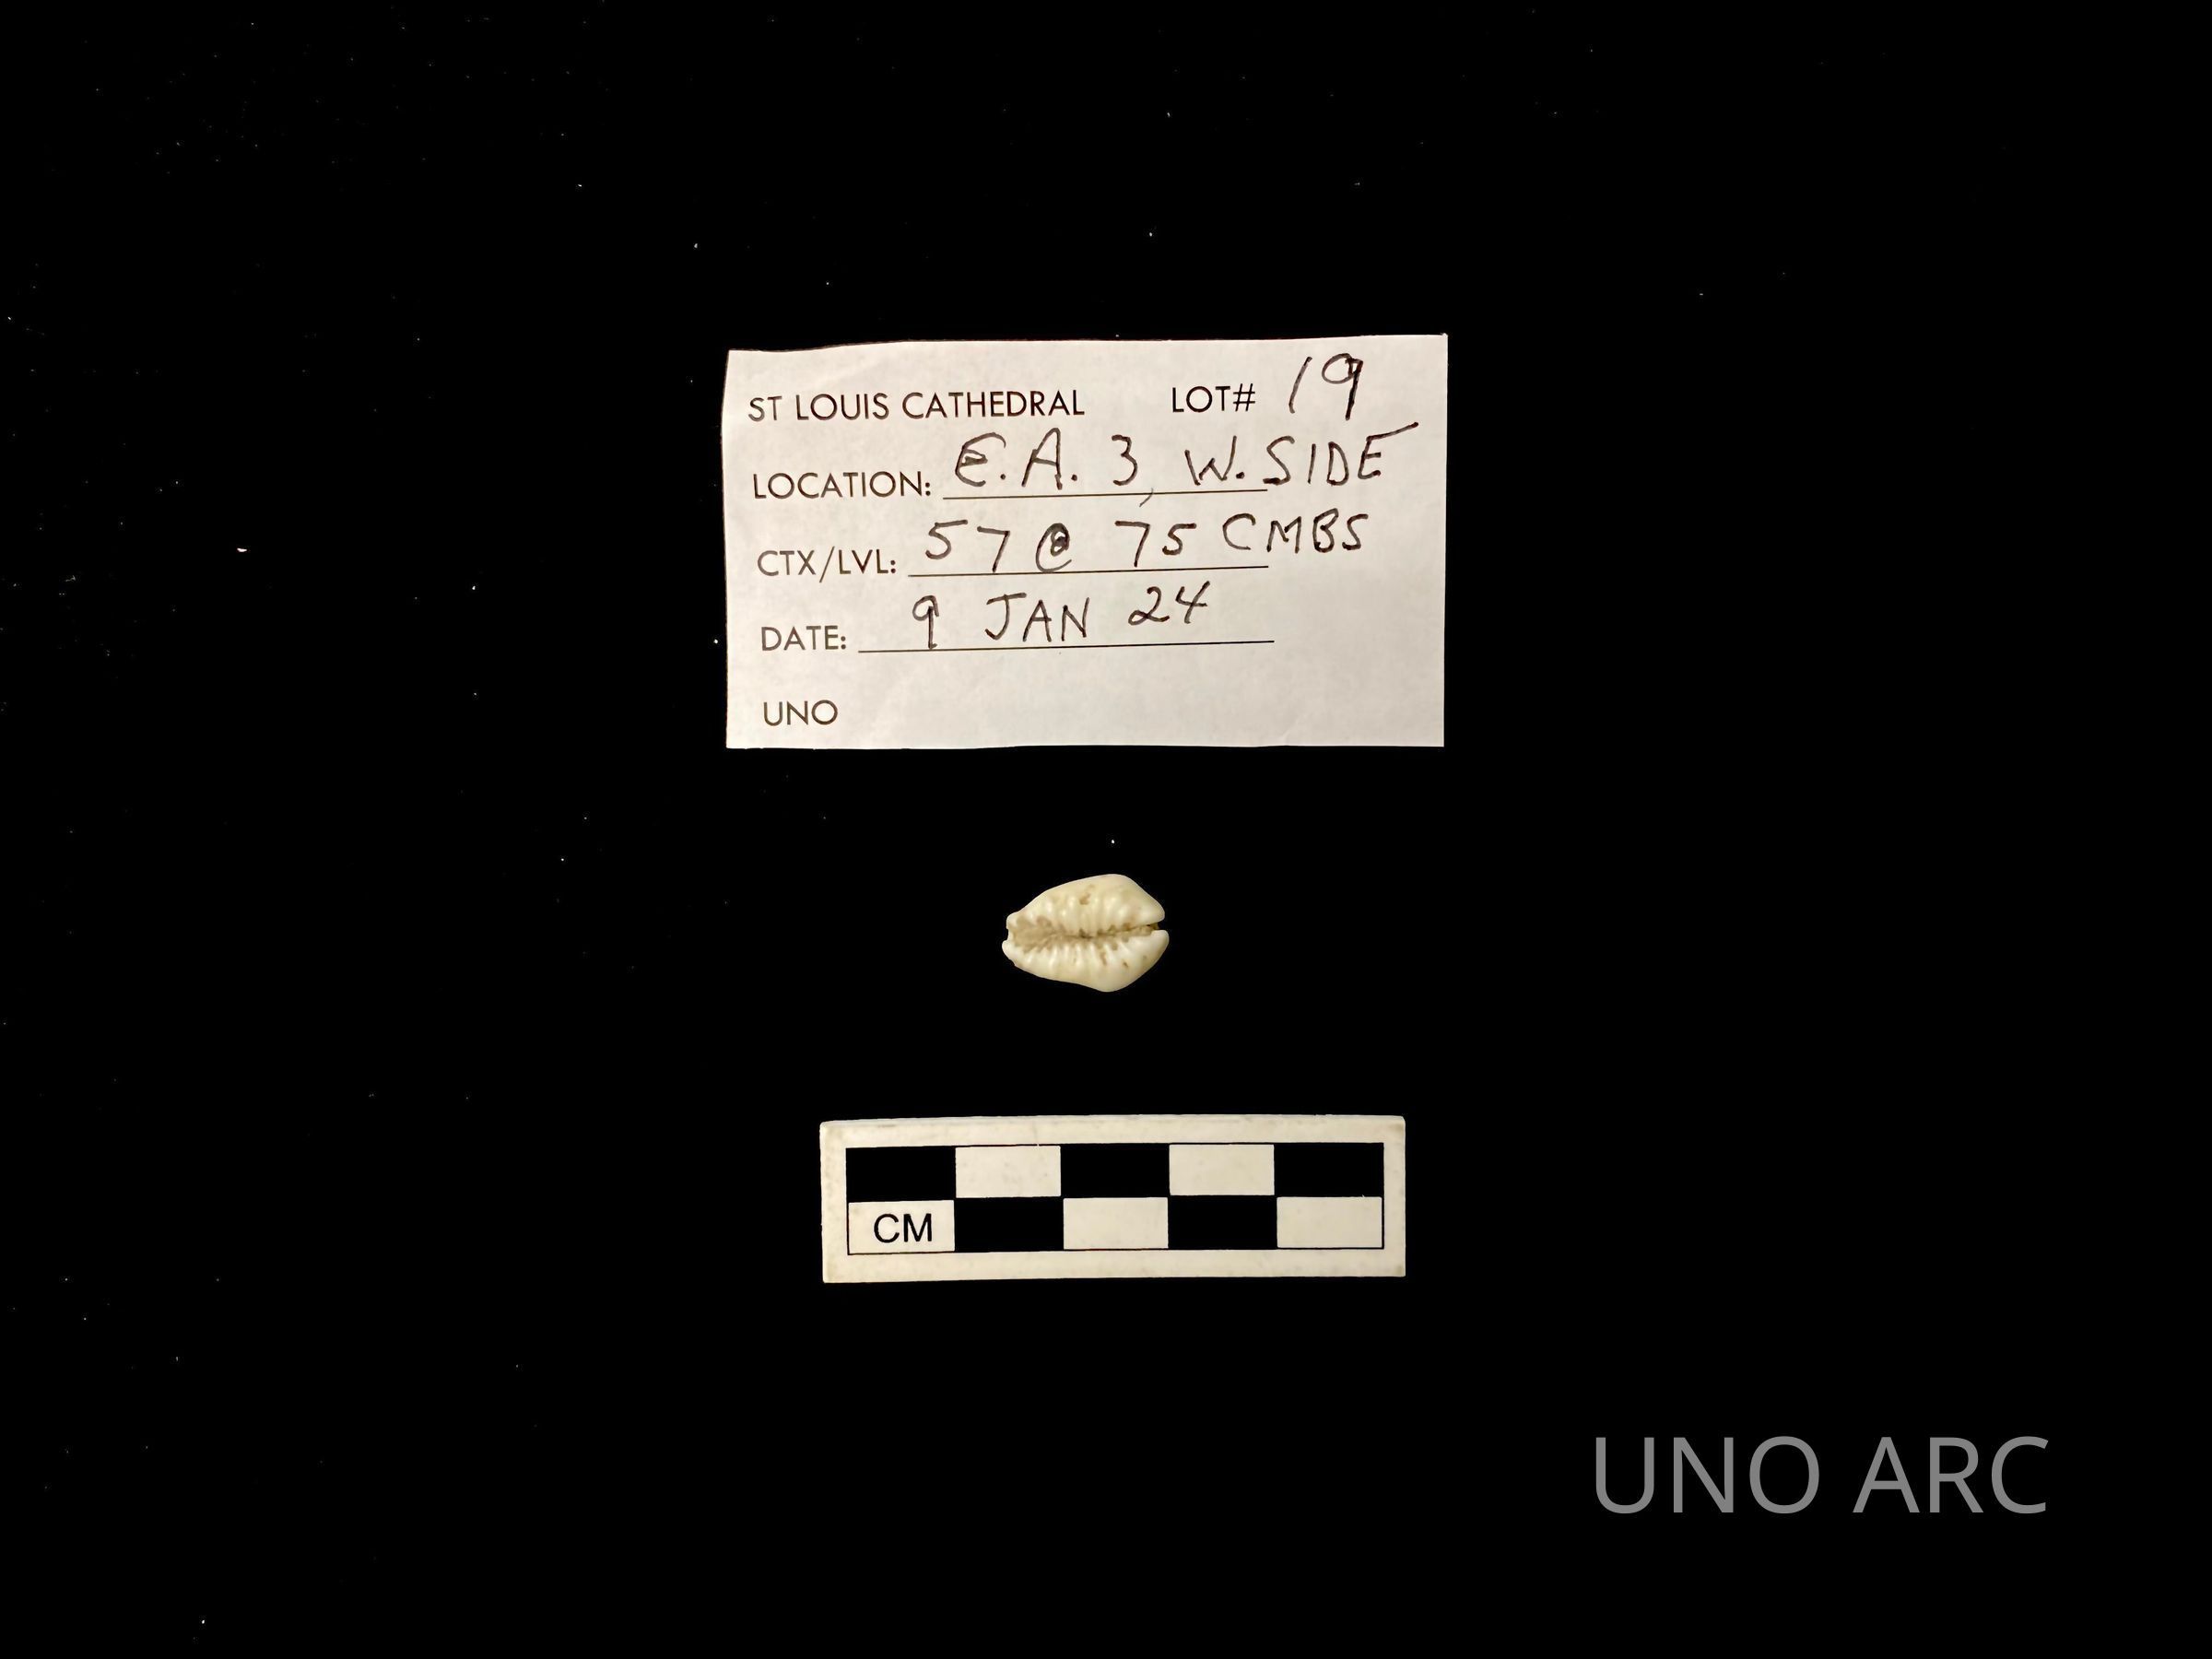 ST LOUIS CATHEDRAL LOT# 19
LOCATION: E.A. 3, W. SIDE
CTX/LVL: 57 @ 75 CMBS
DATE: 9 JAN 24
UNO
CM
UNO ARC